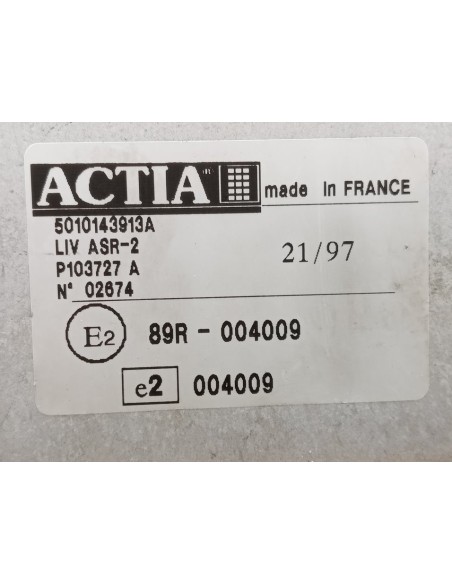 ACTIA made In FRANCE
5010143913A
LIV ASR-2 21/97
P103727 A
N° 02674
E2 89R - 004009
e2 004009